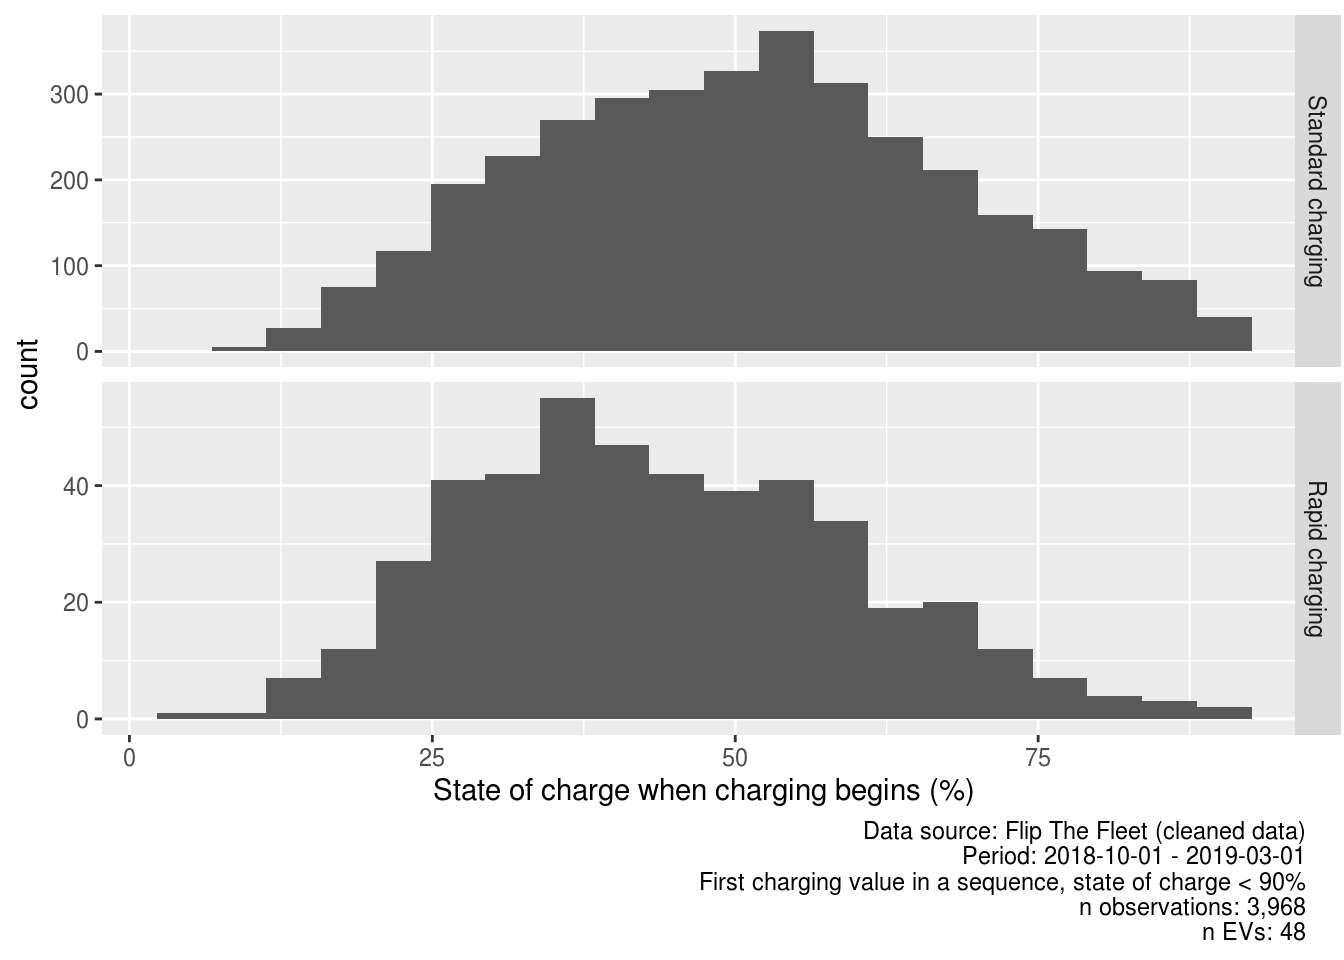 300
200
100
0
Standard charging
count
40
20
0
Rapid charging
0 25 50 75
State of charge when charging begins (%)
Data source: Flip The Fleet (cleaned data)
Period: 2018-10-01 - 2019-03-01
First charging value in a sequence, state of charge < 90%
n observations: 3,968
n EVs: 48